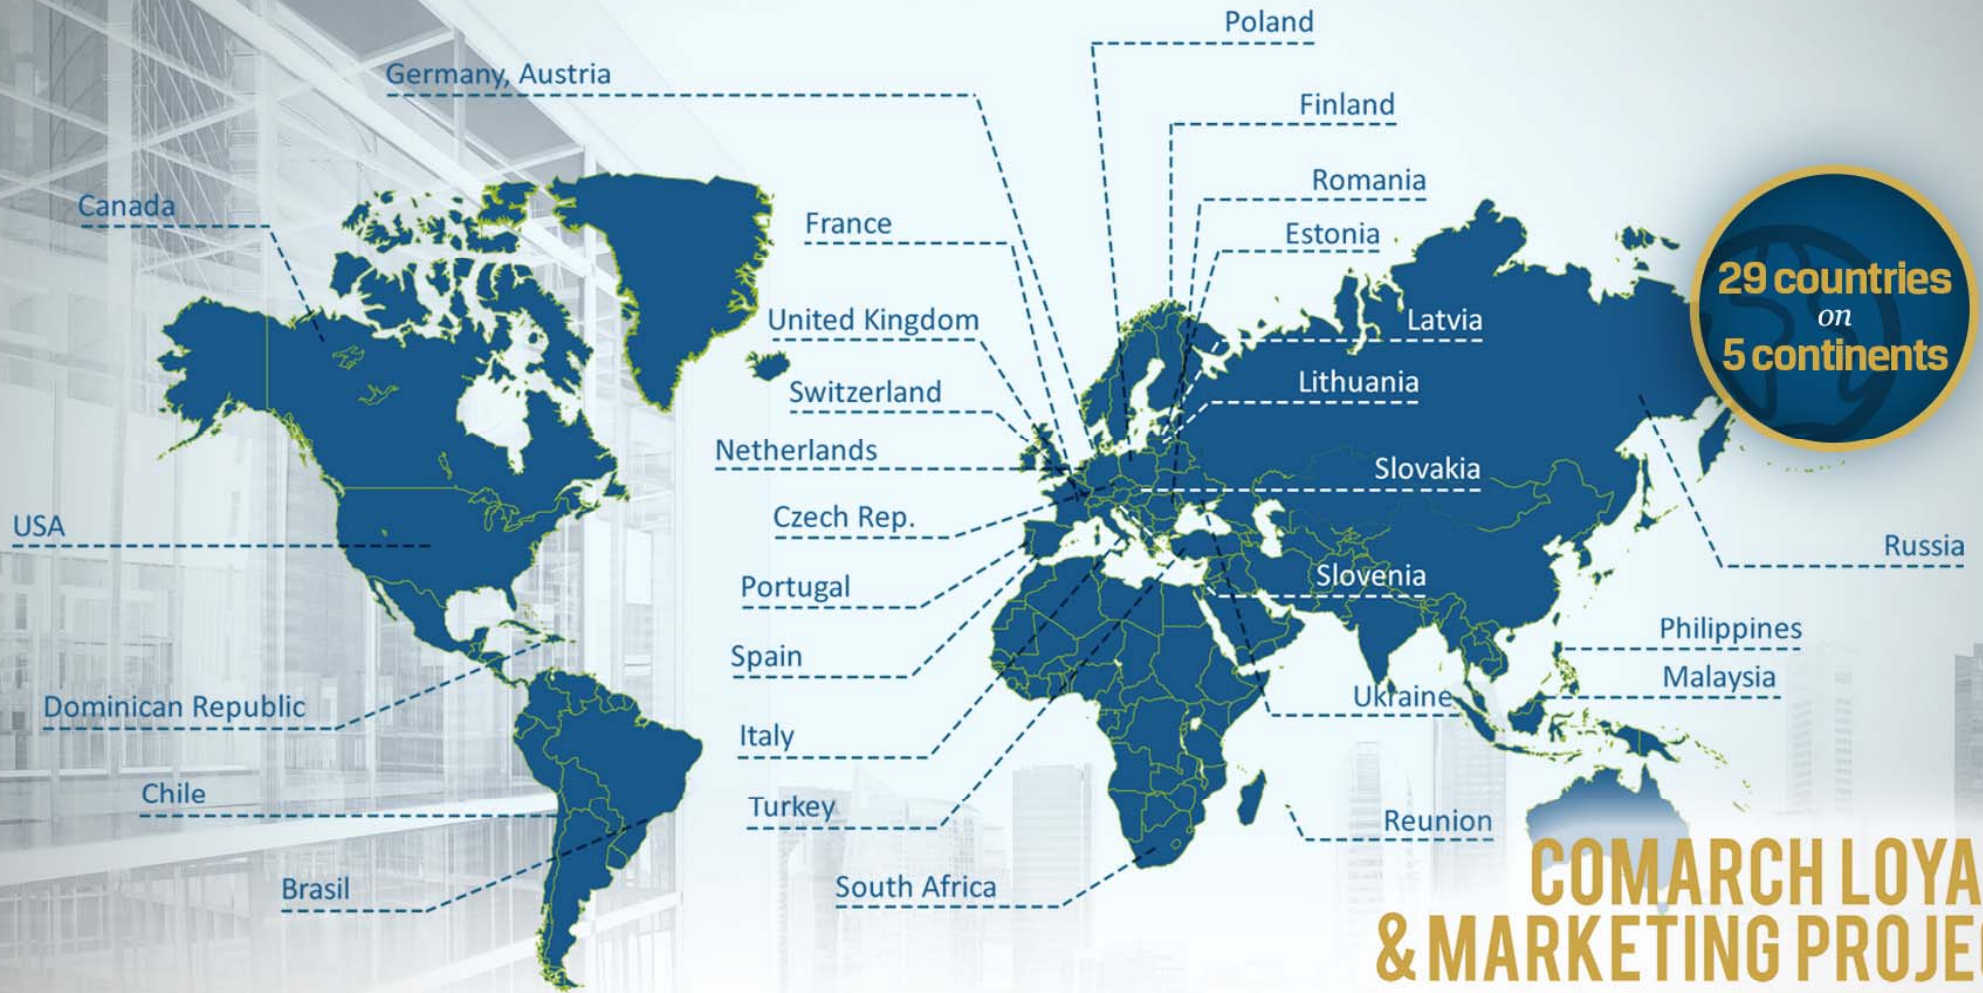 Poland
Germany, Austria
Finland
Romania
Canada
France
Estonia
29 countries
on
5 continents
United Kingdom
Latvia
Switzerland
Lithuania
Netherlands
Slovakia
Czech Rep.
USA
Russia
Portugal
Slovenia
Philippines
Spain
Malaysia
Dominican Republic
Ukraine
Italy
Chile
Turkey
Reunion
Brasil
South Africa
COMARCH LOYA
& MARKETING PROJEC